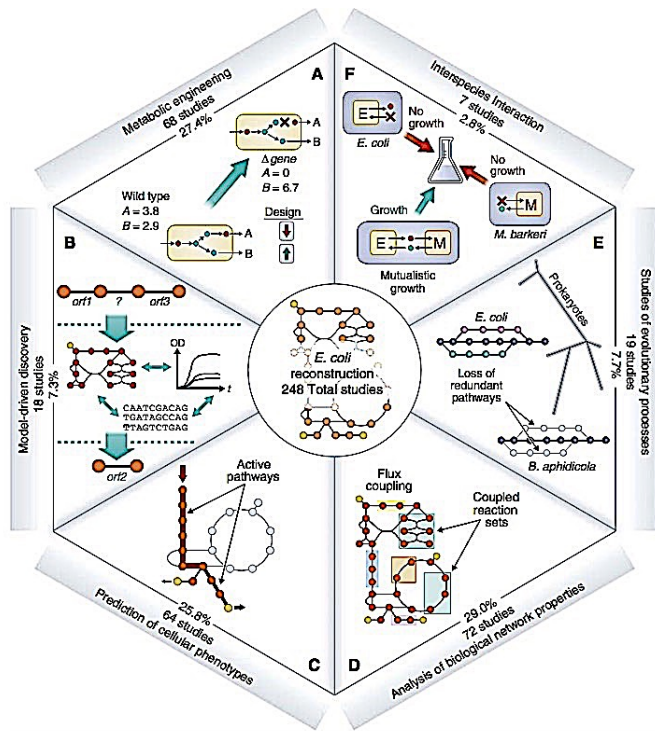 A
Metabolic engineering
68 studies
27.4%
A
B
Δ gene
A = 0
B = 6.7
Wild type
A = 3.8
B = 2.9
Design
A
B
F
Interspecies Interaction
7 studies
2.8%
E
No
growth
E. coli
No
growth
M
M. barkeri
Growth
E
M
Mutualistic
growth
B
Model-driven discovery
18 studies
7.3%
orf1
?
orf3
OD
t
CAATCGACAG
TGATAGCCAG
TTAGTCTGAG
orf2
E. coli
reconstruction
248 Total studies
E
Studies of evolutionary processes
19 studies
7.7%
Prokaryotes
E. coli
Loss of
redundant
pathways
B. aphidicola
Active
pathways
25.8%
64 studies
Prediction of cellular phenotypes
C
Flux
coupling
Coupled
reaction
sets
29.0%
72 studies
Analysis of biological network properties
D